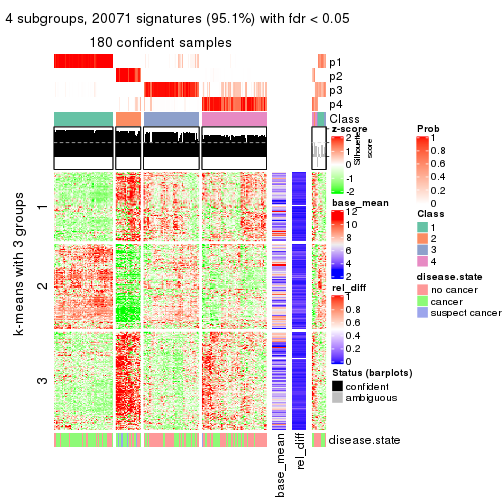 4 subgroups, 20071 signatures (95.1%) with fdr < 0.05
180 confident samples
p1
p2
p3
p4
Class
Silhouette score
k-means with 3 groups
1
2
3
base_mean
rel_diff
disease.state
z-score
2
1
0
-1
-2
base_mean
12
10
8
6
4
2
rel_diff
1
0.8
0.6
0.4
0.2
0
Status (barplots)
confident
ambiguous
Prob
1
0.8
0.6
0.4
0.2
0
Class
1
2
3
4
disease.state
no cancer
cancer
suspect cancer